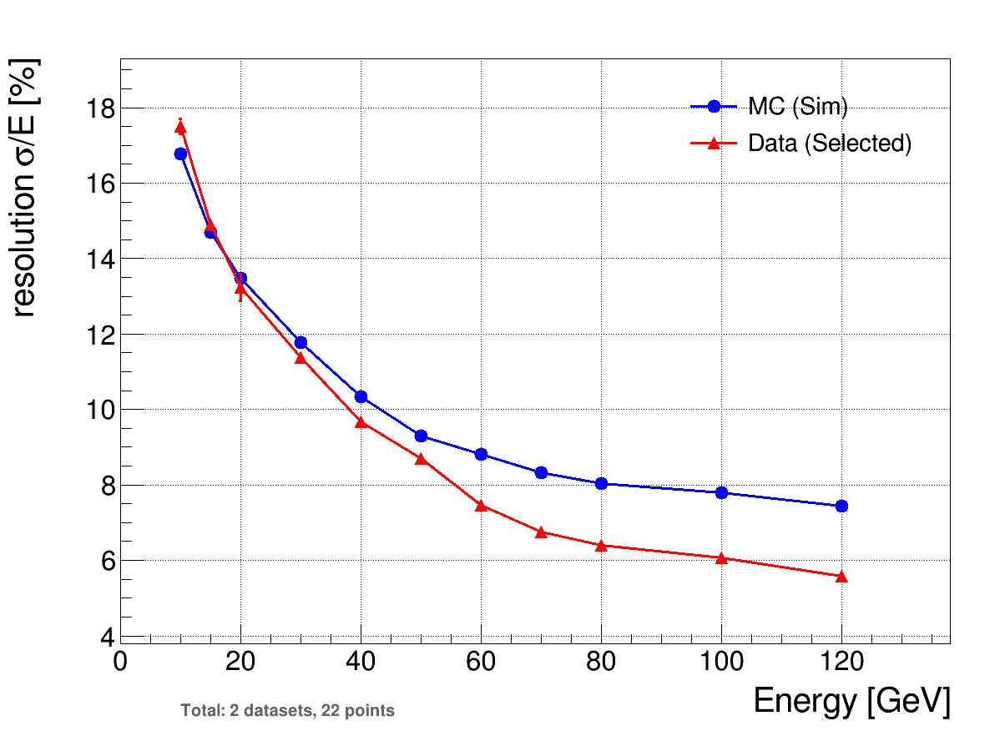 resolution σ/E [%]
18
16
14
12
10
8
6
4
MC (Sim)
Data (Selected)
0 20 40 60 80 100 120
Energy [GeV]
Total: 2 datasets, 22 points